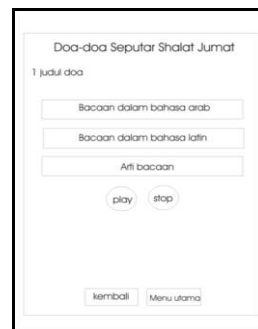 Doa-doa Seputar Shalat Jumat
1 judul doa
Bacaan dalam bahasa arab
Bacaan dalam bahasa latin
Arti bacaan
play stop
kembali Menu utama